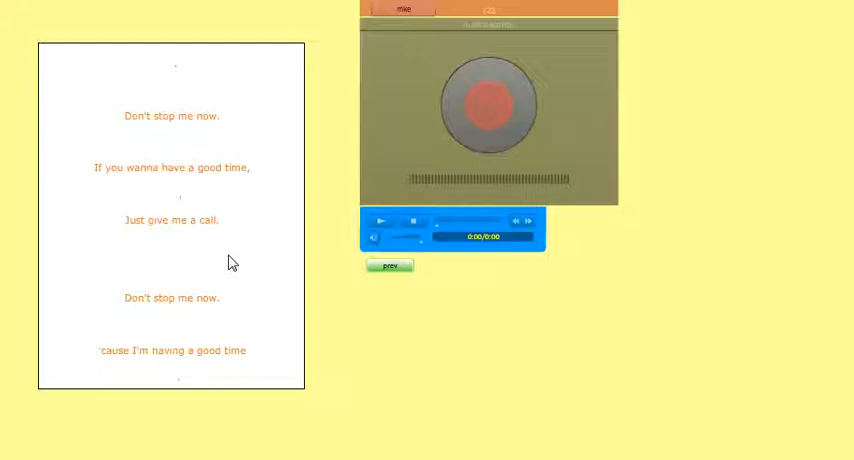 Don't stop me now.
If you wanna have a good time,
Just give me a call.
Don't stop me now.
'cause I'm having a good time
mike
0:00/0:00
prev